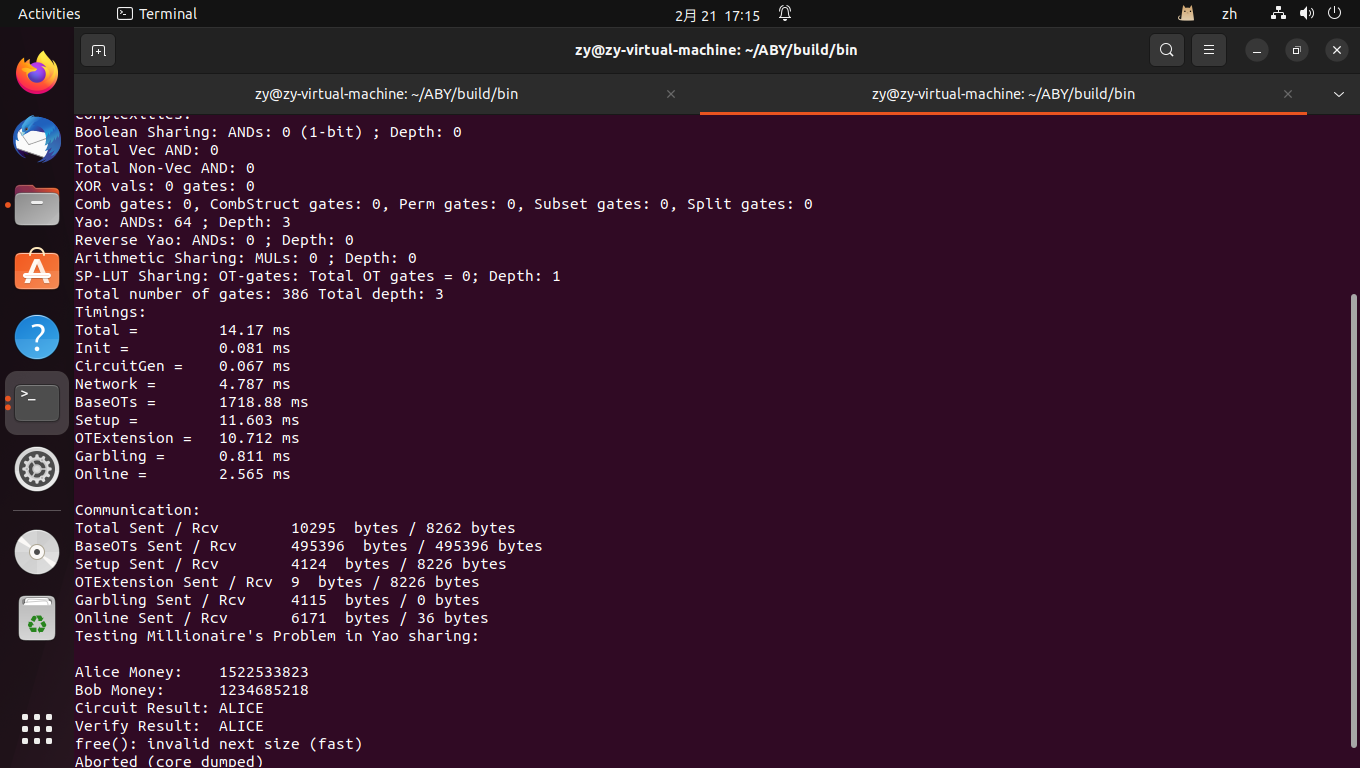 Activities
Terminal
2月 21 17:15
zh
zy@zy-virtual-machine: ~/ABY/build/bin
zy@zy-virtual-machine: ~/ABY/build/bin
zy@zy-virtual-machine: ~/ABY/build/bin
Complexities:
Boolean Sharing: ANDs: 0 (1-bit) ; Depth: 0
Total Vec AND: 0
Total Non-Vec AND: 0
XOR vals: 0 gates: 0
Comb gates: 0, CombStruct gates: 0, Perm gates: 0, Subset gates: 0, Split gates: 0
Yao: ANDs: 64 ; Depth: 3
Reverse Yao: ANDs: 0 ; Depth: 0
Arithmetic Sharing: MULs: 0 ; Depth: 0
SP-LUT Sharing: OT-gates: Total OT gates = 0; Depth: 1
Total number of gates: 386 Total depth: 3
Timings:
Total = 14.17 ms
Init = 0.081 ms
CircuitGen = 0.067 ms
Network = 4.787 ms
BaseOTs = 1718.88 ms
Setup = 11.603 ms
OTExtension = 10.712 ms
Garbling = 0.811 ms
Online = 2.565 ms
Communication:
Total Sent / Rcv 10295 bytes / 8262 bytes
BaseOTs Sent / Rcv 495396 bytes / 495396 bytes
Setup Sent / Rcv 4124 bytes / 8226 bytes
OTExtension Sent / Rcv 9 bytes / 8226 bytes
Garbling Sent / Rcv 4115 bytes / 0 bytes
Online Sent / Rcv 6171 bytes / 36 bytes
Testing Millionaire's Problem in Yao sharing:
Alice Money: 1522533823
Bob Money: 1234685218
Circuit Result: ALICE
Verify Result: ALICE
free(): invalid next size (fast)
Aborted (core dumped)